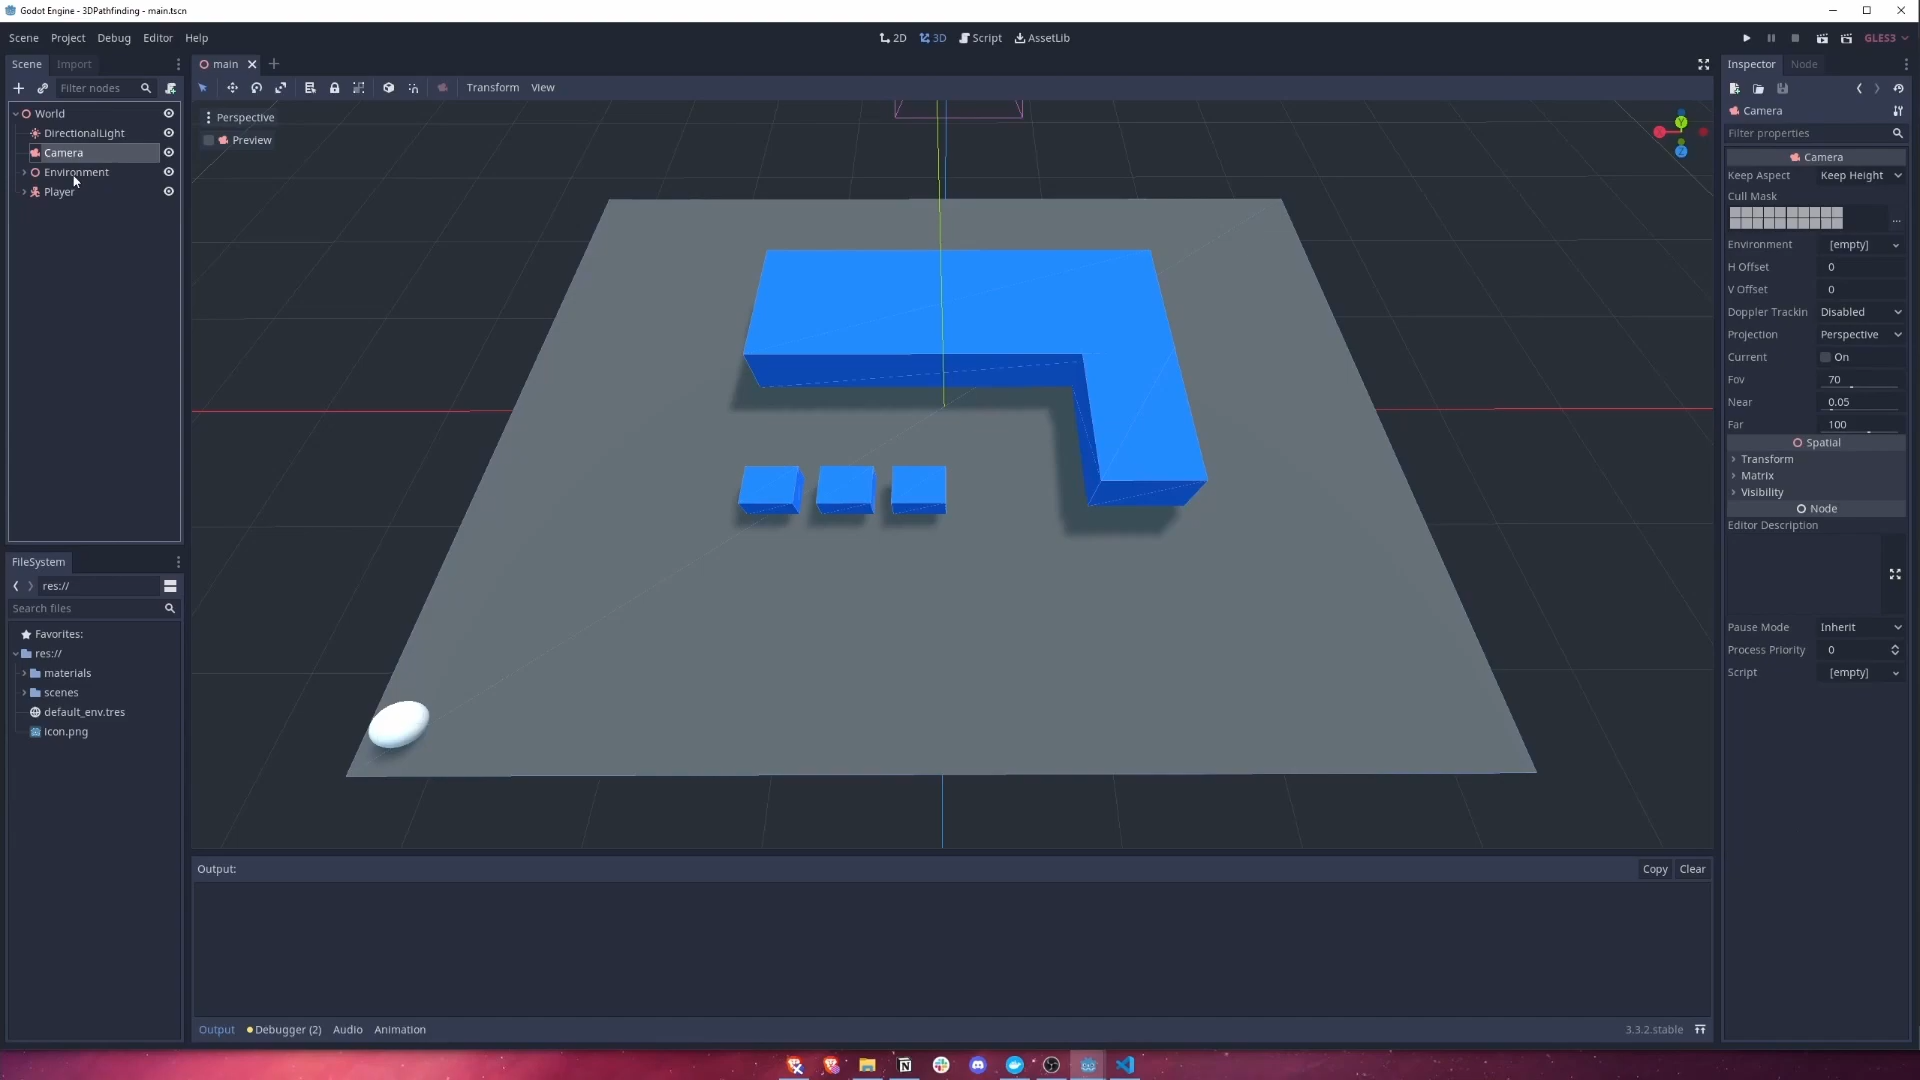 Godot Engine - 3DPathfinding - main.tscn
Scene Project Debug Editor Help
2D 3D Script AssetLib
GLES3
Scene Import
Filter nodes
World
DirectionalLight
Camera
Environment
Player
FileSystem
res://
Search files
Favorites:
res://
materials
scenes
default_env.tres
icon.png
main
Transform View
Perspective
Preview
Y
Z
Output:
Copy Clear
Output Debugger (2) Audio Animation
3.3.2.stable
Inspector Node
Camera
Filter properties
Camera
Keep Aspect Keep Height
Cull Mask
...
Environment [empty]
H Offset 0
V Offset 0
Doppler Trackin Disabled
Projection Perspective
Current On
Fov 70
Near 0.05
Far 100
Spatial
Transform
Matrix
Visibility
Node
Editor Description
Pause Mode Inherit
Process Priority 0
Script [empty]